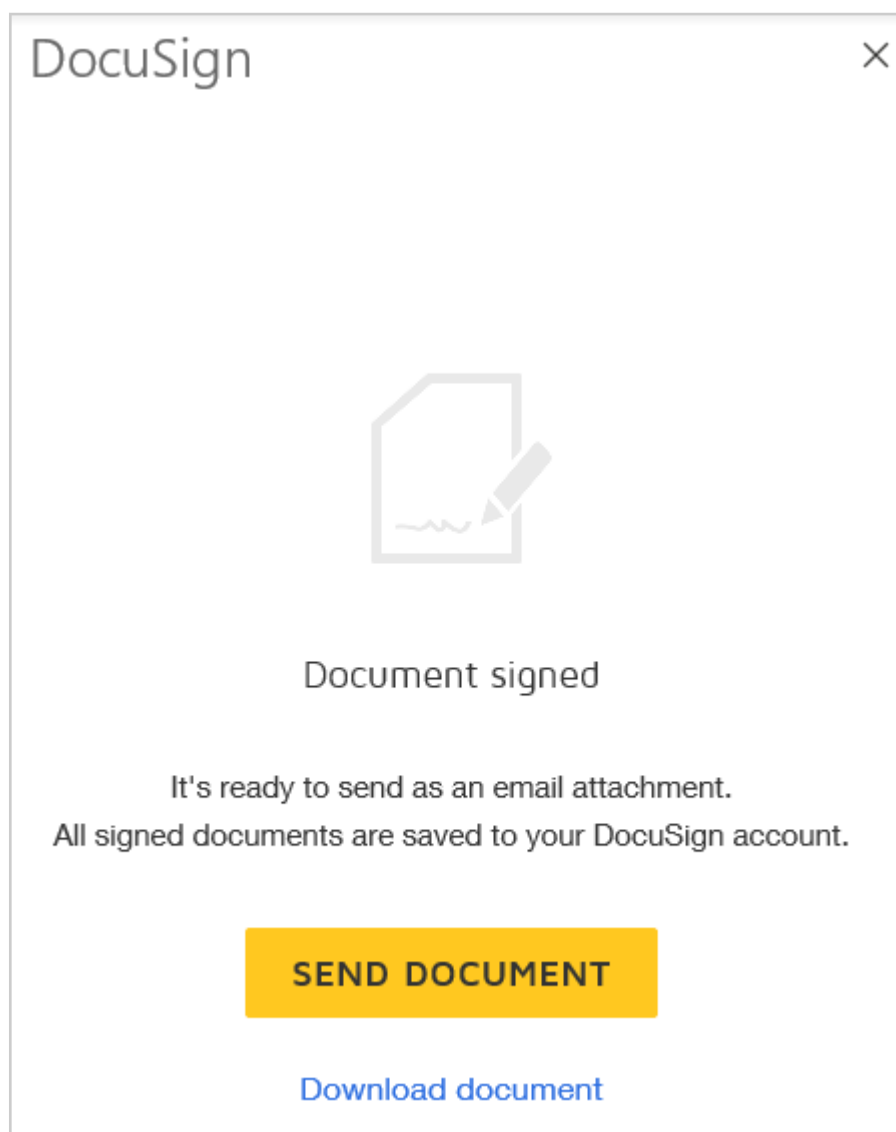 DocuSign
Document signed
It's ready to send as an email attachment.
All signed documents are saved to your DocuSign account.
SEND DOCUMENT
Download document